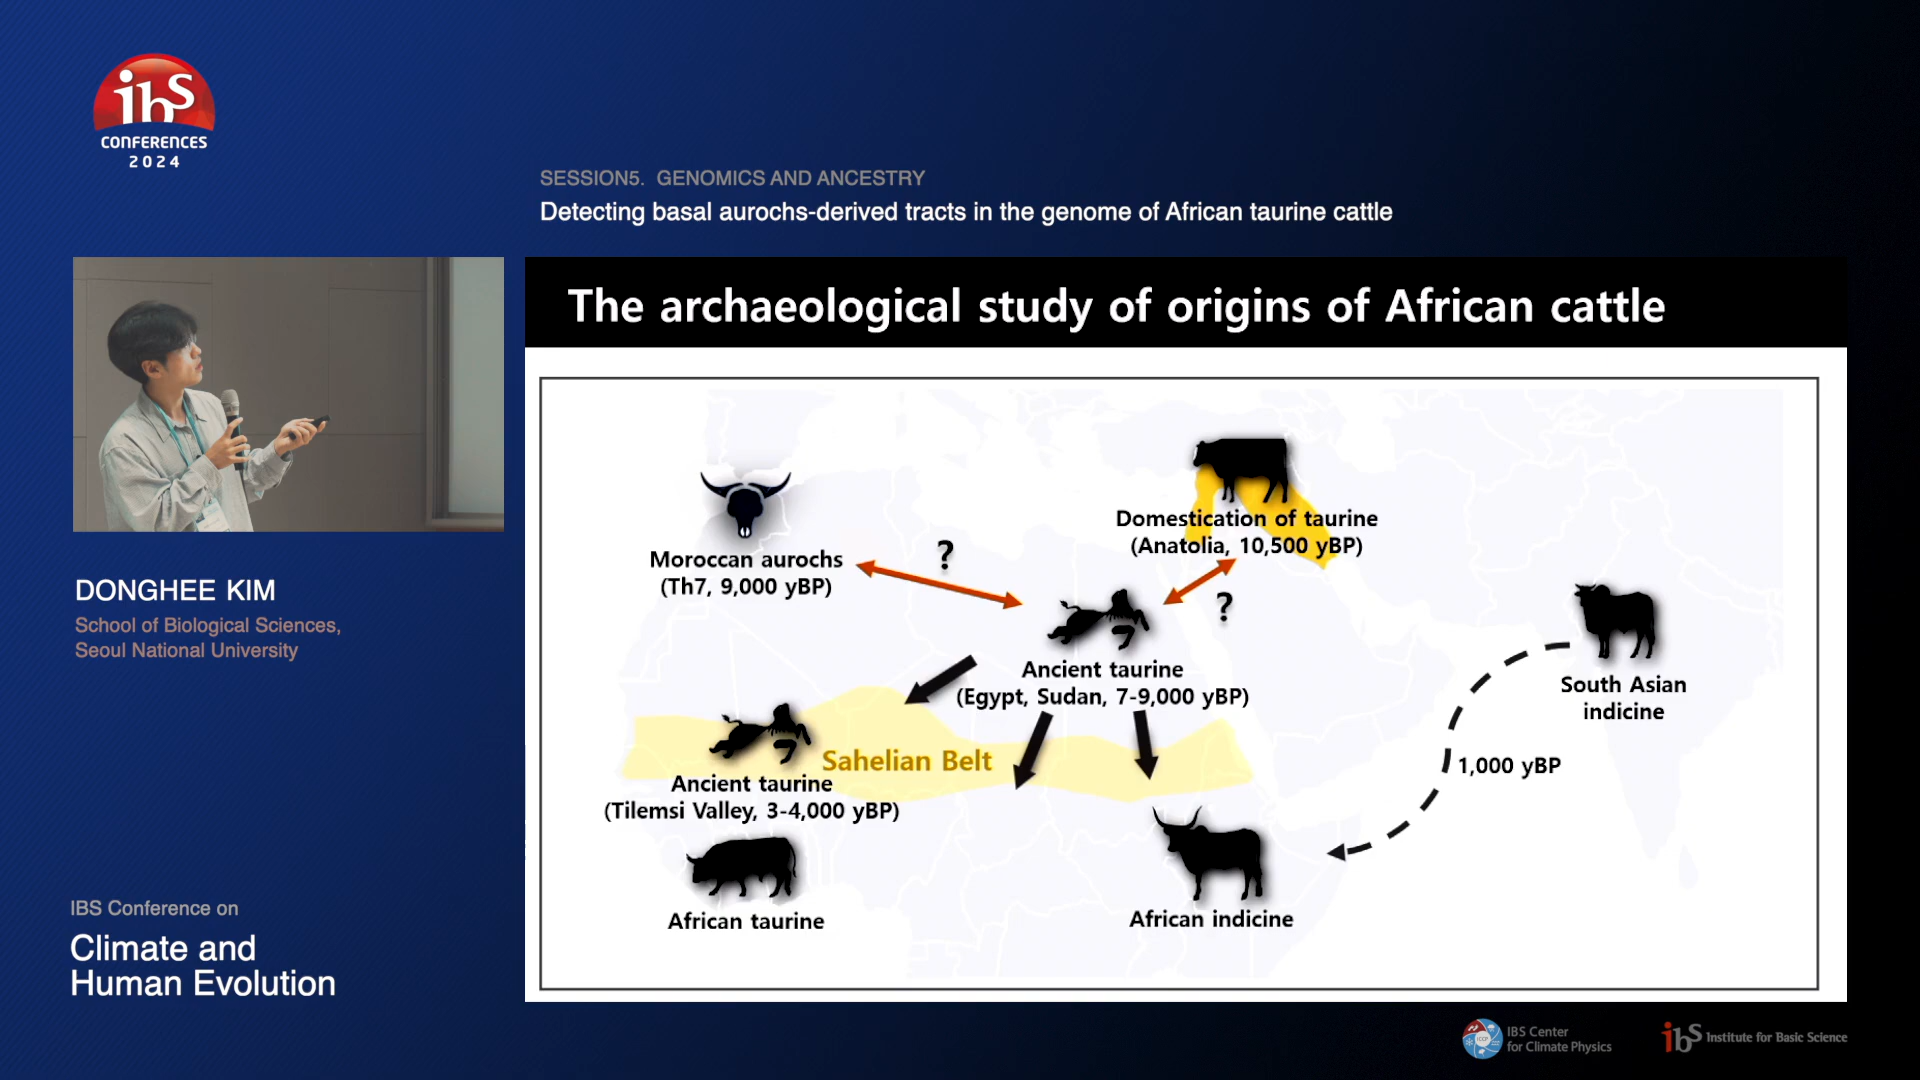 ibs
CONFERENCES
2024
SESSION5. GENOMICS AND ANCESTRY
Detecting basal aurochs-derived tracts in the genome of African taurine cattle
The archaeological study of origins of African cattle
Moroccan aurochs
(Th7, 9,000 yBP)
?
Domestication of taurine
(Anatolia, 10,500 yBP)
?
Ancient taurine
(Egypt, Sudan, 7-9,000 yBP)
South Asian
indicine
1,000 yBP
Sahelian Belt
Ancient taurine
(Tilemsi Valley, 3-4,000 yBP)
African taurine
African indicine
DONGHEE KIM
School of Biological Sciences,
Seoul National University
IBS Conference on
Climate and
Human Evolution
ICCP
IBS Center
for Climate Physics
ibs Institute for Basic Science